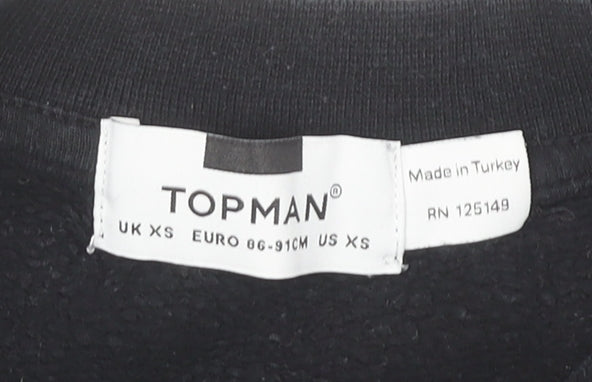 TOPMAN®
UK XS EURO 86-91CM US XS
Made in Turkey
RN 125149